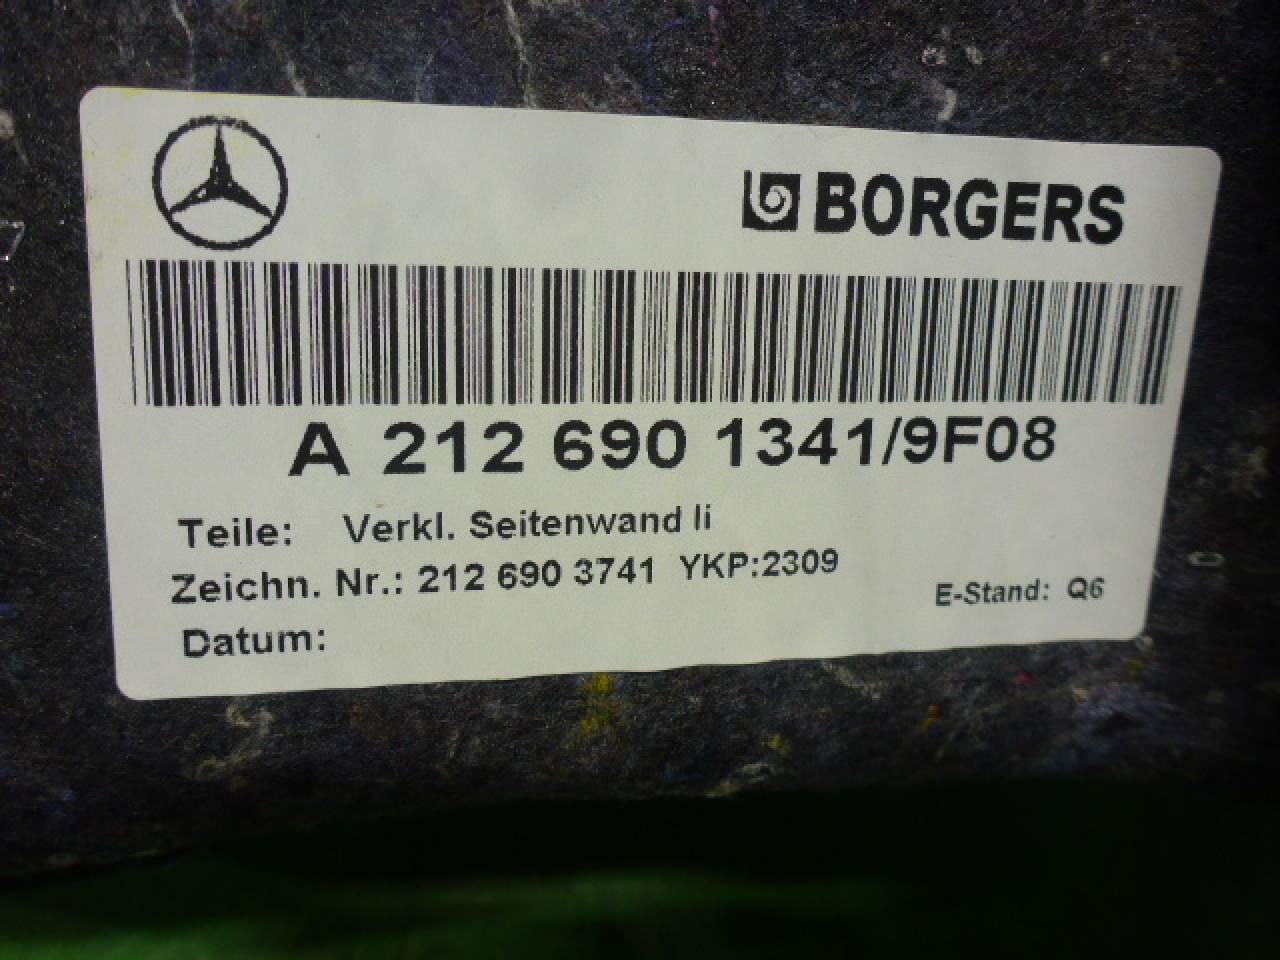 BORGERS
A 212 690 1341/9F08
Teile: Verkl. Seitenwand li
Zeichn. Nr.: 212 690 3741 YKP:2309
E-Stand: Q6
Datum: